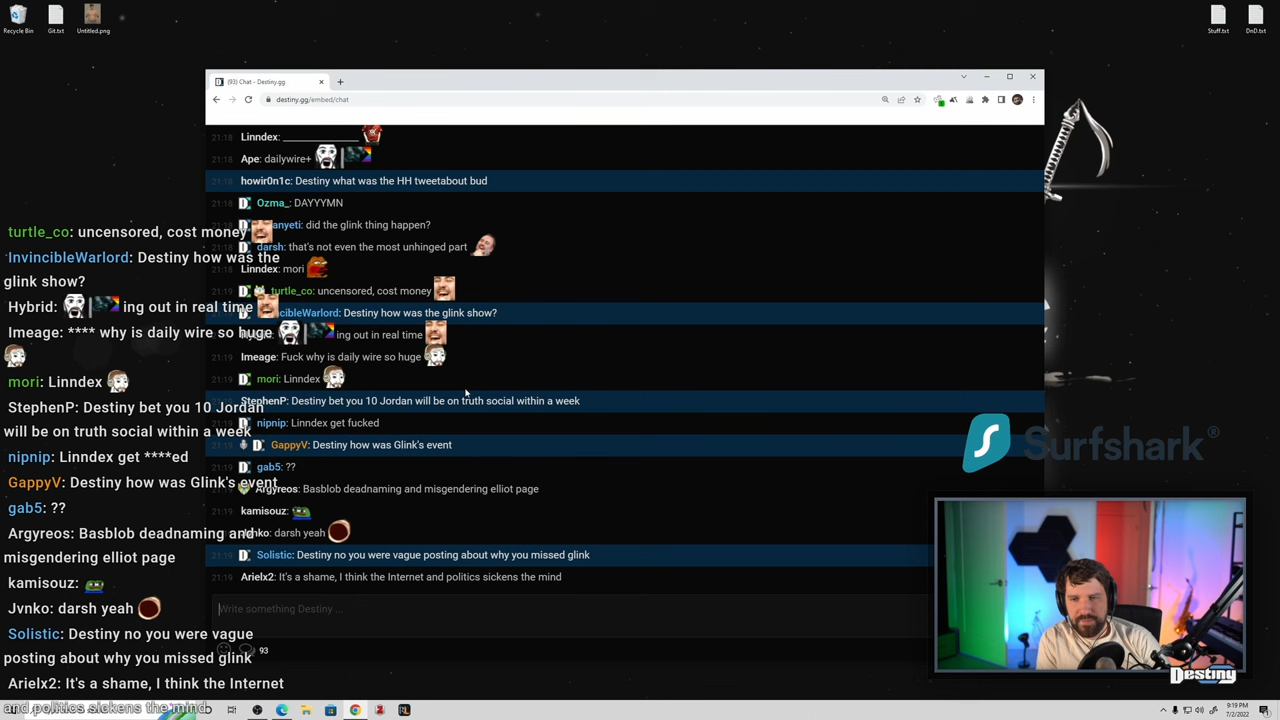 Recycle Bin
Git.txt
Untitled.png
Stuff.txt
DnD.txt
(93) Chat - Destiny.gg
destiny.gg/embed/chat
21:18 Linndex: ______________
21:18 Ape: dailywire+
21:18 howir0n1c: Destiny what was the HH tweetabout bud
21:18 Ozma_: DAYYYMN
anyeti: did the glink thing happen?
21:18 darsh: that's not even the most unhinged part
21:18 Linndex: mori
21:19 turtle_co: uncensored, cost money
cibleWarlord: Destiny how was the glink show?
ing out in real time
21:19 Imeage: Fuck why is daily wire so huge
21:19 mori: Linndex
StephenP: Destiny bet you 10 Jordan will be on truth social within a week
21:19 nipnip: Linndex get fucked
21:19 GappyV: Destiny how was Glink's event
21:19 gab5: ??
21:19 Argyreos: Basblob deadnaming and misgendering elliot page
21:19 kamisouz:
21:19 Jvnko: darsh yeah
21:19 Solistic: Destiny no you were vague posting about why you missed glink
21:19 Arielx2: It's a shame, I think the Internet and politics sickens the mind
Write something Destiny ...
93
turtle_co: uncensored, cost money
InvincibleWarlord: Destiny how was the
glink show?
Hybrid: ing out in real time
Imeage: **** why is daily wire so huge
mori: Linndex
StephenP: Destiny bet you 10 Jordan
will be on truth social within a week
nipnip: Linndex get ****ed
GappyV: Destiny how was Glink's event
gab5: ??
Argyreos: Basblob deadnaming and
misgendering elliot page
kamisouz:
Jvnko: darsh yeah
Solistic: Destiny no you were vague
posting about why you missed glink
Arielx2: It's a shame, I think the Internet
and politics sickens the mind
Surfshark®
Destiny
9:19 PM
7/2/2022